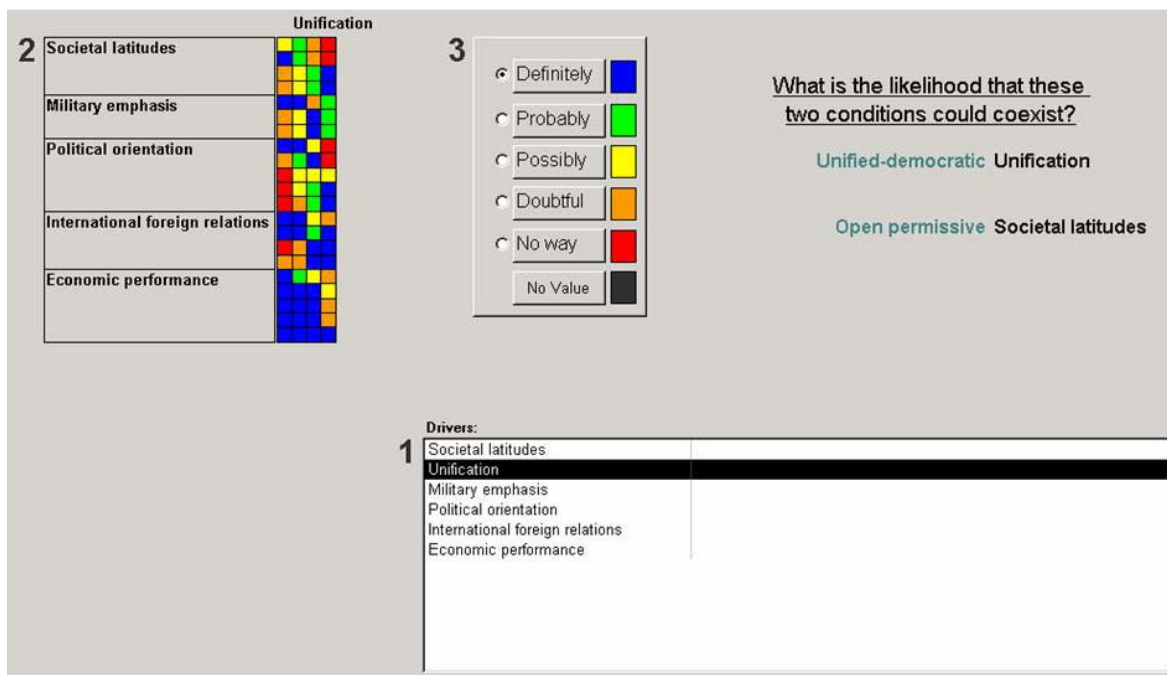 Unification
2
Societal latitudes
Military emphasis
Political orientation
International foreign relations
Economic performance
3
Definitely
Probably
Possibly
Doubtful
No way
No Value
What is the likelihood that these
two conditions could coexist?
Unified-democratic Unification
Open permissive Societal latitudes
Drivers:
1
Societal latitudes
Unification
Military emphasis
Political orientation
International foreign relations
Economic performance